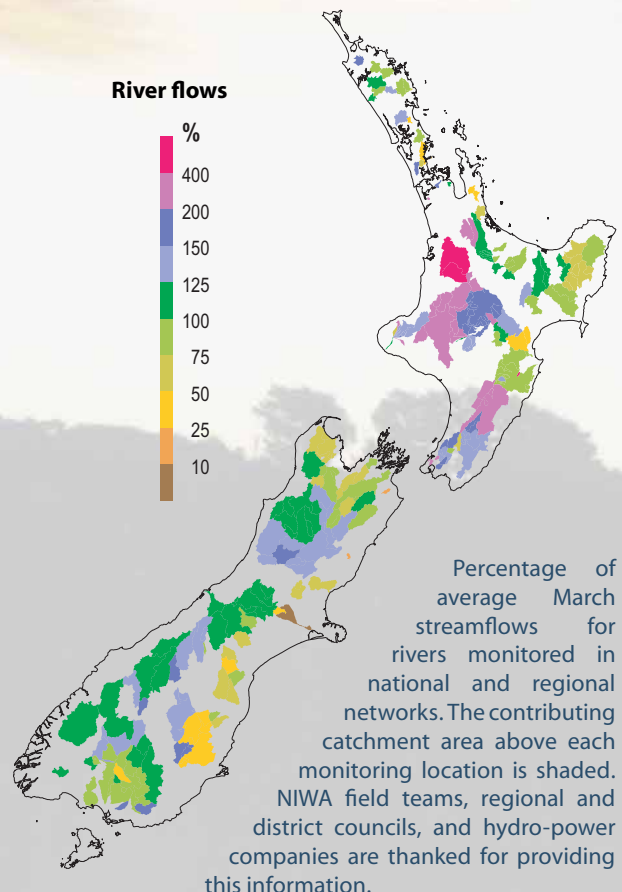 River flows
%
400
200
150
125
100
75
50
25
10
Percentage of
average March
streamflows for
rivers monitored in
national and regional
networks. The contributing
catchment area above each
monitoring location is shaded.
NIWA field teams, regional and
district councils, and hydro-power
companies are thanked for providing
this information.